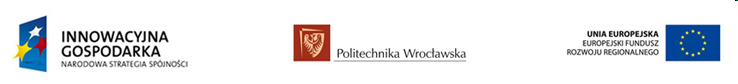 INNOWACYJNA
GOSPODARKA
NARODOWA STRATEGIA SPÓJNOŚCI
Politechnika Wrocławska
UNIA EUROPEJSKA
EUROPEJSKI FUNDUSZ
ROZWOJU REGIONALNEGO